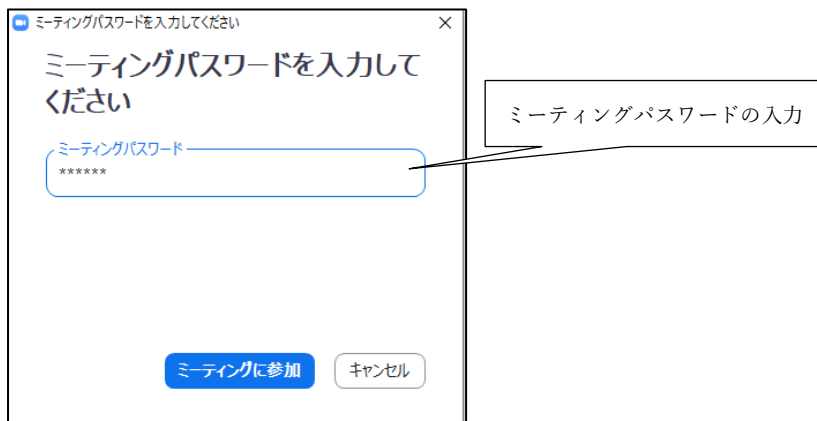 ミーティングパスワードを入力してください
ミーティングパスワードを入力して
ください
ミーティングパスワード
******
ミーティングに参加
キャンセル
ミーティングパスワードの入力